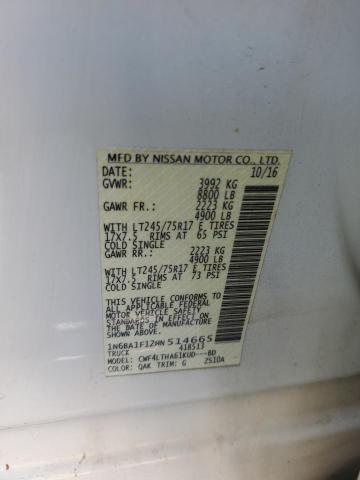 MFD BY NISSAN MOTOR CO., LTD.
DATE: 10/16
GVWR: 3992 KG
8800 LB
GAWR FR.: 2223 KG
4900 LB
WITH LT245/75R17 E TIRES
17X7.5 RIMS AT 65 PSI
COLD SINGLE
GAWR RR.: 2223 KG
4900 LB
WITH LT245/75R17 E TIRES
17X7.5 RIMS AT 73 PSI
COLD SINGLE
THIS VEHICLE CONFORMS TO
ALL APPLICABLE FEDERAL
MOTOR VEHICLE SAFETY
STANDARDS IN EFFECT ON
THE DATE OF MANUFACTURE
SHOWN ABOVE.
1N6BA1F12HN 514665
TRUCK 418513
MODEL: CWF4LTHA61KUD---BD
COLOR: QAK TRIM: G 2510A